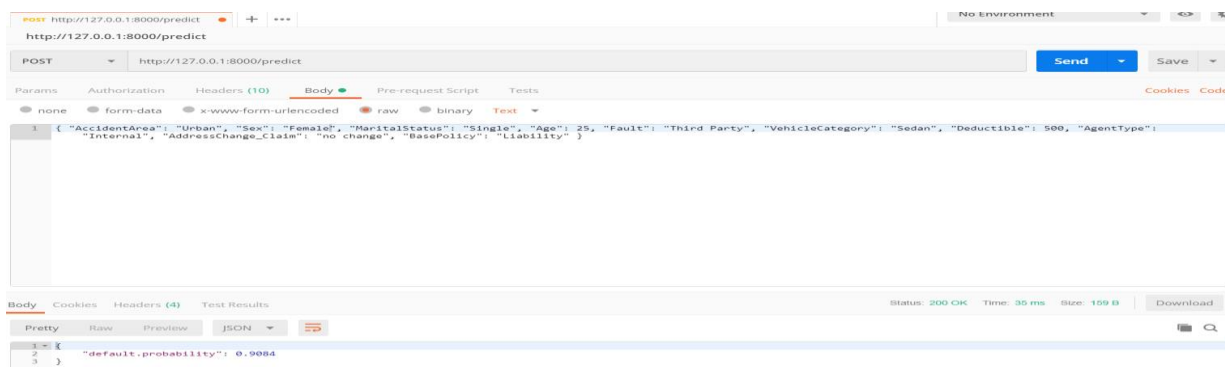 POST http://127.0.0.1:8000/predict + •••
No Environment
http://127.0.0.1:8000/predict
POST http://127.0.0.1:8000/predict Send Save
Params Authorization Headers (10) Body Pre-request Script Tests Cookies Code
none form-data x-www-form-urlencoded raw binary Text
1 { "AccidentArea": "Urban", "Sex": "Female", "MaritalStatus": "Single", "Age": 25, "Fault": "Third Party", "VehicleCategory": "Sedan", "Deductible": 500, "AgentType":
"Internal", "AddressChange_Claim": "no change", "BasePolicy": "Liability" }
Body Cookies Headers (4) Test Results Status: 200 OK Time: 35 ms Size: 159 B Download
Pretty Raw Preview JSON
1 {
2 "default.probability": 0.9084
3 }